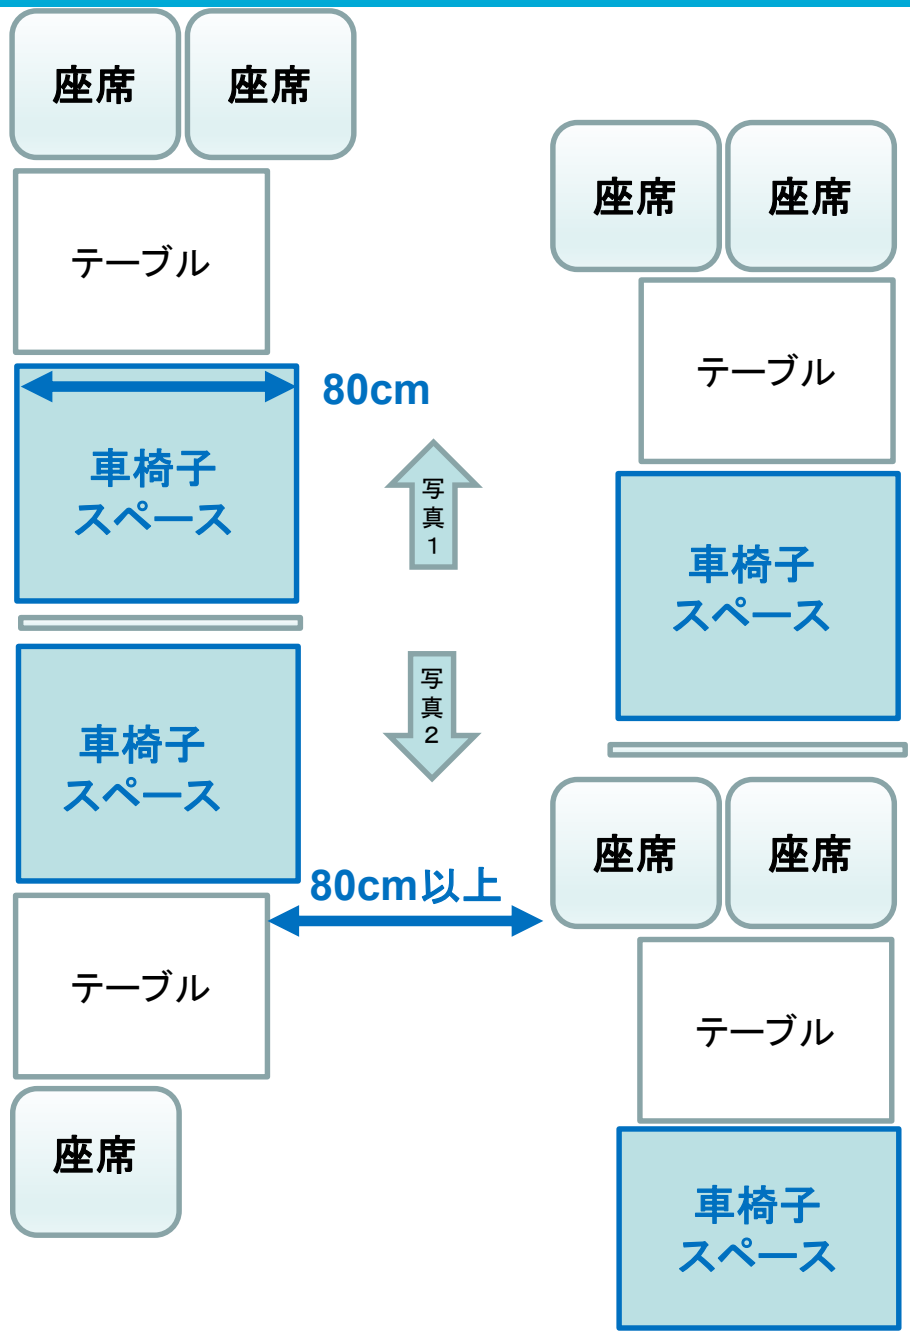 座席
座席
テーブル
80cm
車椅子
スペース
車椅子
スペース
80cm以上
テーブル
座席
写真1
写真2
座席
座席
テーブル
車椅子
スペース
座席
座席
テーブル
車椅子
スペース